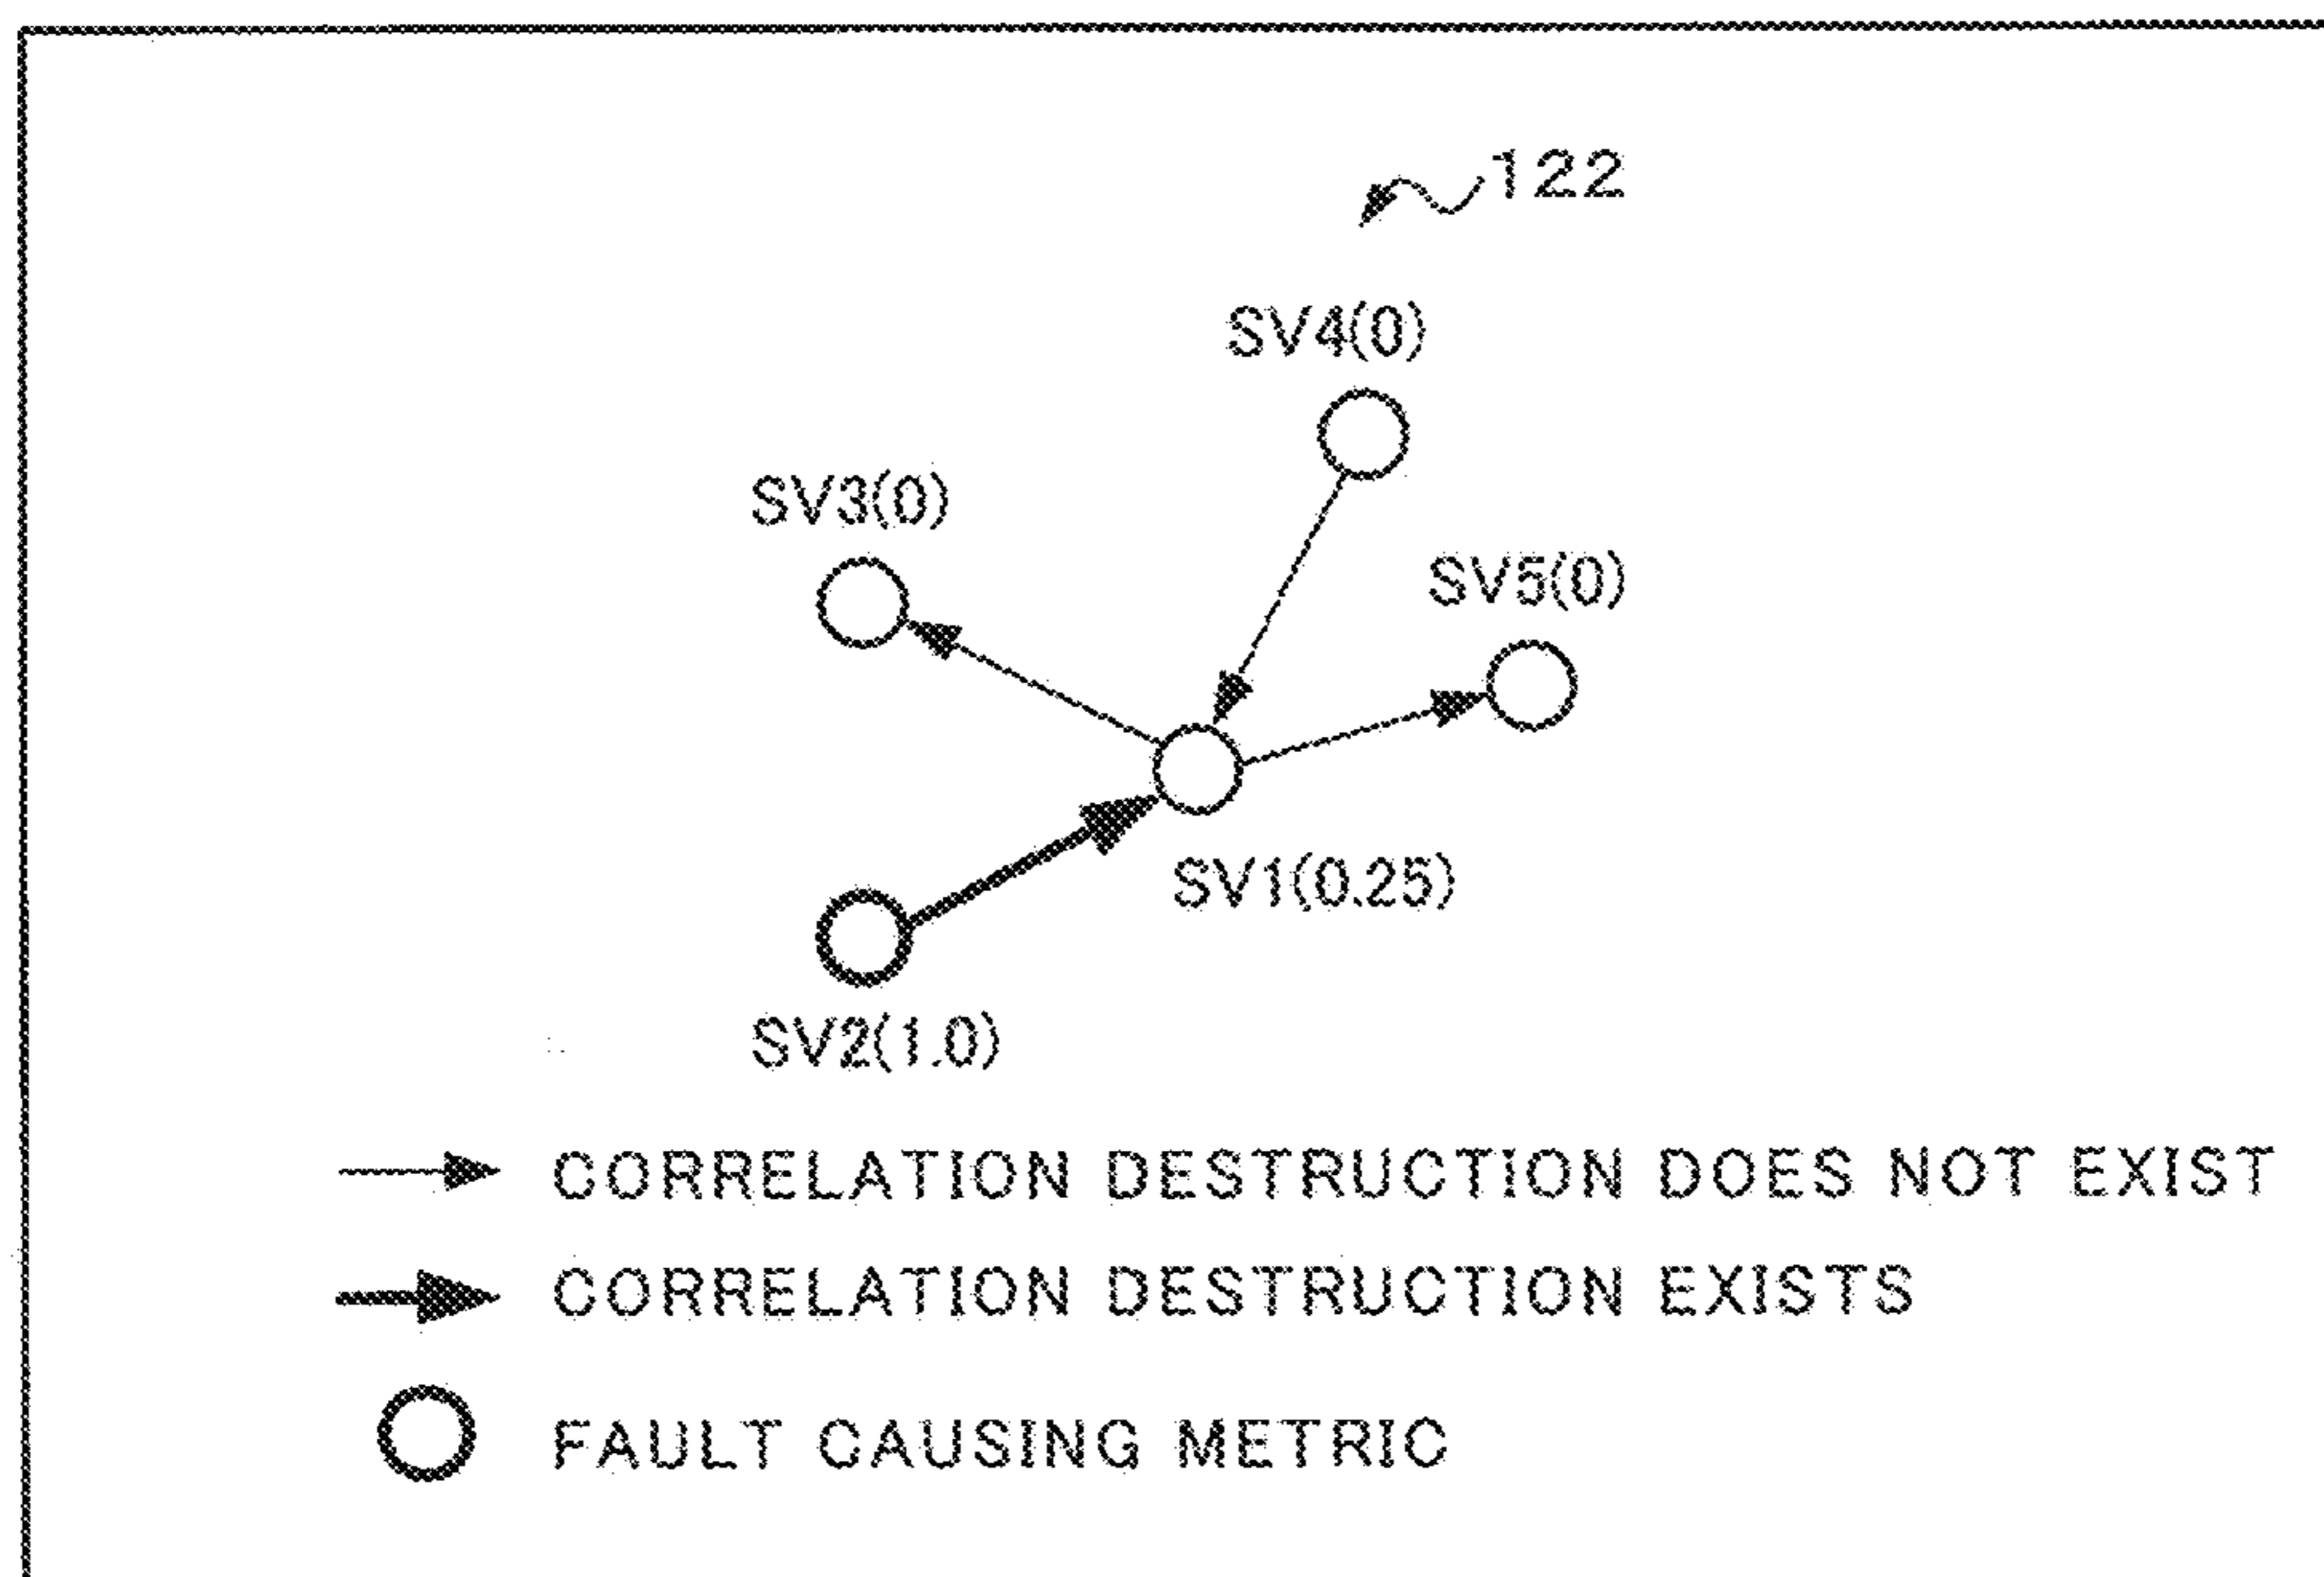 122
SV4(0)
SV3(0)
SV5(0)
SV1(0.25)
SV2(1.0)
CORRELATION DESTRUCTION DOES NOT EXIST
CORRELATION DESTRUCTION EXISTS
FAULT CAUSING METRIC